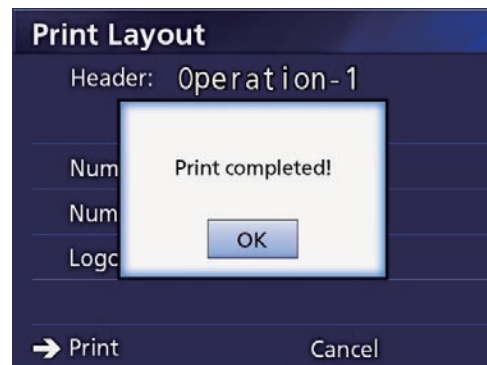 Print Layout
Header: Operation-1
Print completed!
Num
Num
OK
Logo
Print Cancel